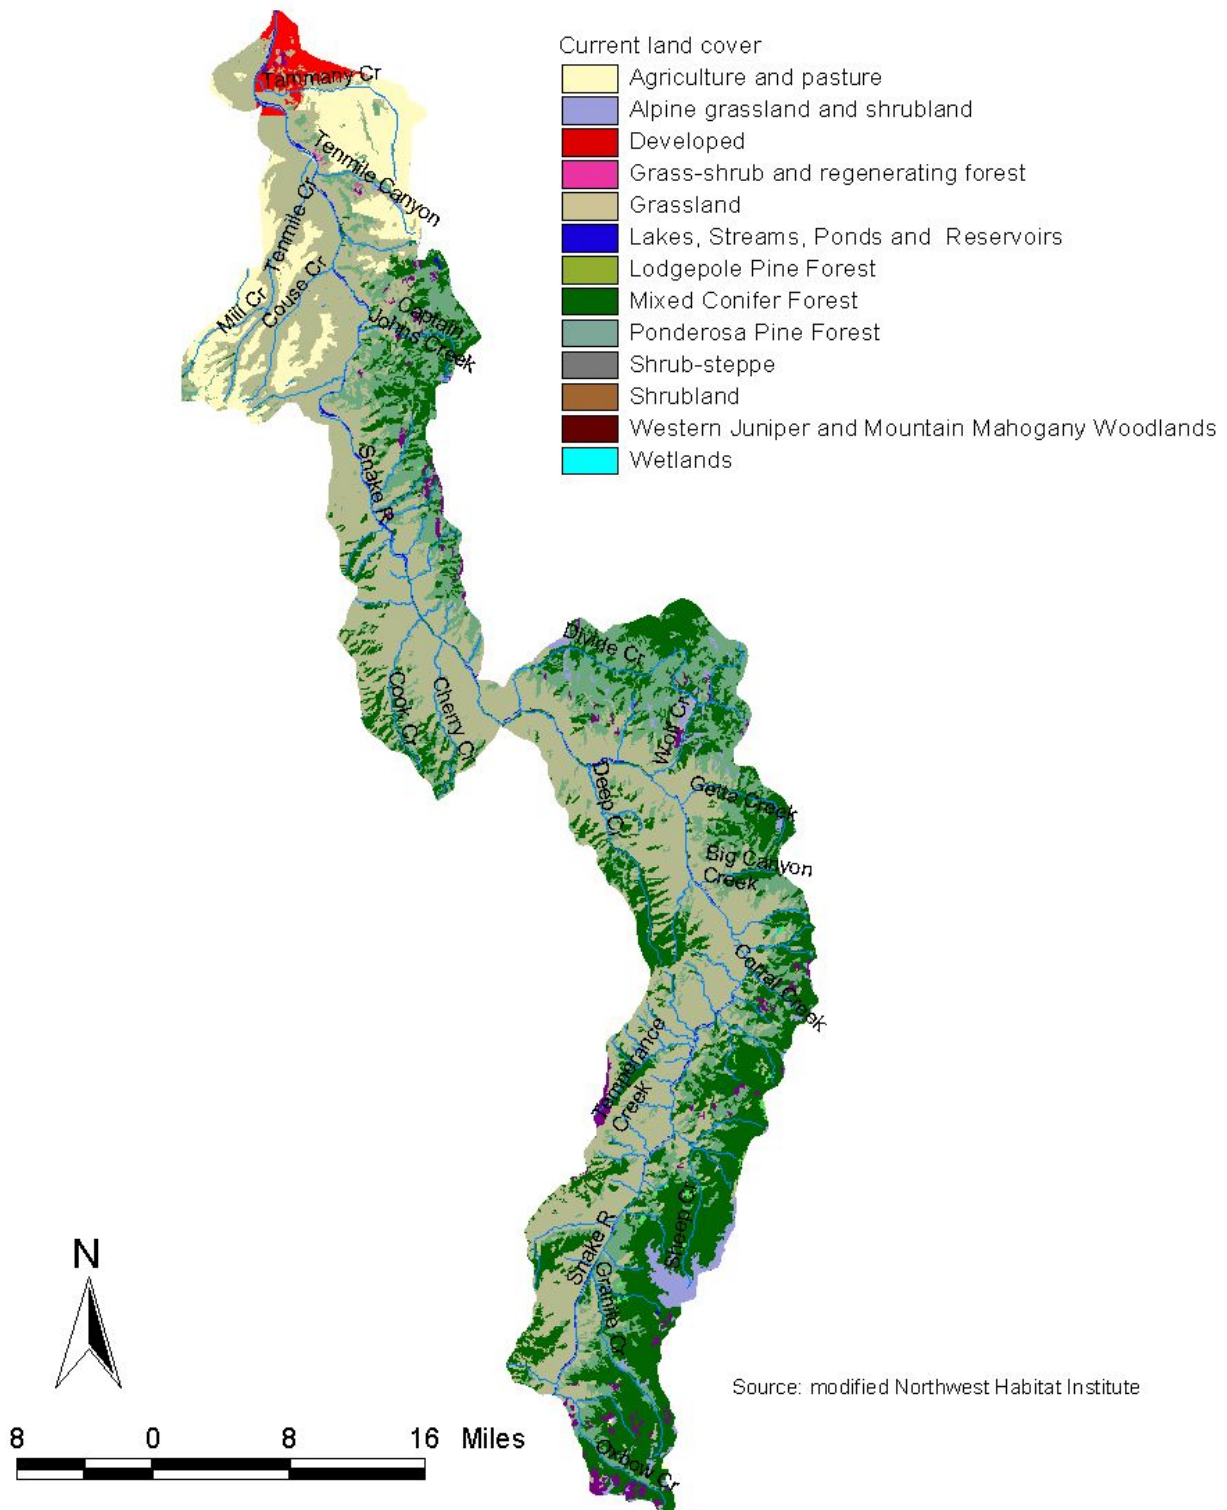 Current land cover
Agriculture and pasture
Alpine grassland and shrubland
Developed
Grass-shrub and regenerating forest
Grassland
Lakes, Streams, Ponds and Reservoirs
Lodgepole Pine Forest
Mixed Conifer Forest
Ponderosa Pine Forest
Shrub-steppe
Shrubland
Western Juniper and Mountain Mahogany Woodlands
Wetlands
Tammany Cr
Tenmile Canyon
Tenmile Cr
Mill Cr
Couse Cr
Captain
Johns Creek
Snake R
Divide Cr
Cook Cr
Cherry Cr
Wolf Cr
Deep Cr
Getta Creek
Big Canyon
Creek
Corral Creek
Temperance
Creek
Sheep Cr
Snake R
Granite Cr
Oxbow Cr
N
Source: modified Northwest Habitat Institute
8 0 8 16 Miles